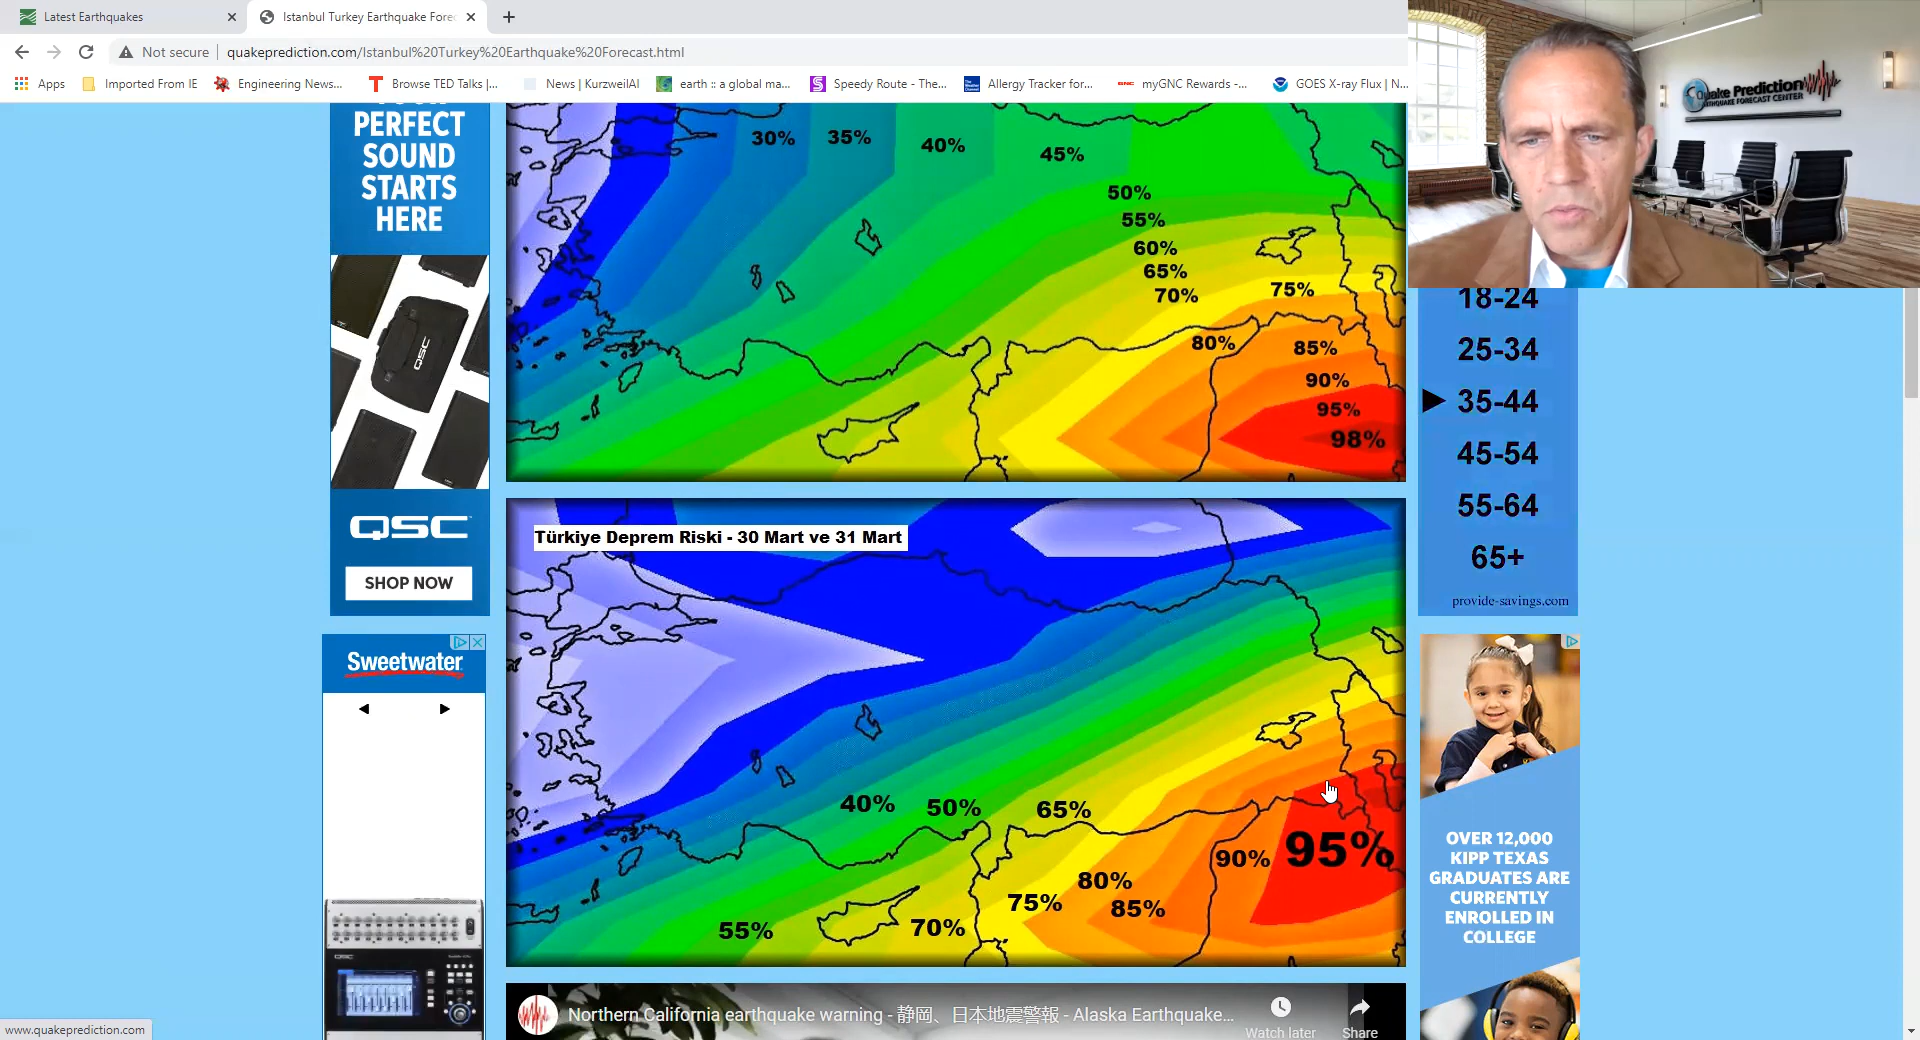 Latest Earthquakes
Istanbul Turkey Earthquake Forec
Not secure
quakeprediction.com/Istanbul%20Turkey%20Earthquake%20Forecast.html
Apps
Imported From IE
Engineering News...
Browse TED Talks |...
News | KurzweilAI
earth :: a global ma...
Speedy Route - The...
Allergy Tracker for...
myGNC Rewards -...
GOES X-ray Flux | N...
Quake Prediction
EARTHQUAKE FORECAST CENTER
PERFECT
SOUND
STARTS
HERE
QSC
QSC
SHOP NOW
30%
35%
40%
45%
50%
55%
60%
65%
70%
75%
80%
85%
90%
95%
98%
18-24
25-34
35-44
45-54
55-64
65+
provide-savings.com
Türkiye Deprem Riski - 30 Mart ve 31 Mart
40%
50%
65%
90%
95%
80%
75%
85%
55%
70%
Sweetwater
QSC
OVER 12,000
KIPP TEXAS
GRADUATES ARE
CURRENTLY
ENROLLED IN
COLLEGE
Northern California earthquake warning - 静岡、日本地震警報 - Alaska Earthquake...
Watch later
Share
www.quakeprediction.com